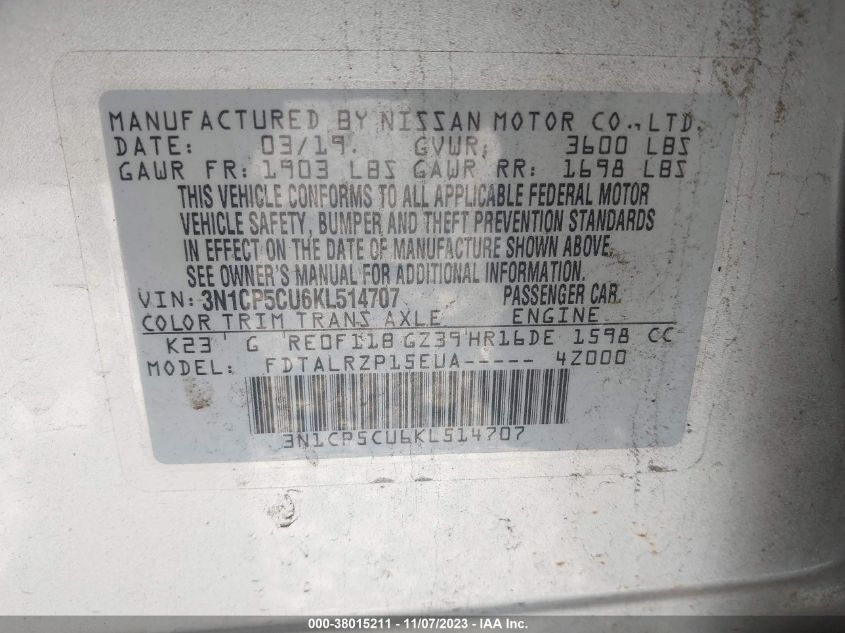 MANUFACTURED BY NISSAN MOTOR CO., LTD.
DATE: 03/19. GVWR: 3600 LBS
GAWR FR: 1903 LBS GAWR RR: 1698 LBS
THIS VEHICLE CONFORMS TO ALL APPLICABLE FEDERAL MOTOR
VEHICLE SAFETY, BUMPER AND THEFT PREVENTION STANDARDS
IN EFFECT ON THE DATE OF MANUFACTURE SHOWN ABOVE.
SEE OWNER'S MANUAL FOR ADDITIONAL INFORMATION
VIN: 3N1CP5CU6KL514707 PASSENGER CAR
COLOR TRIM TRANS AXLE ENGINE
K23 G RE0F11B GZ39 HR16DE 1598 CC
MODEL: FDTALRZP15EUA----- 4Z000
3N1CP5CU6KL514707
000-38015211 - 11/07/2023 - Copyright © 2023 IAA, Inc.